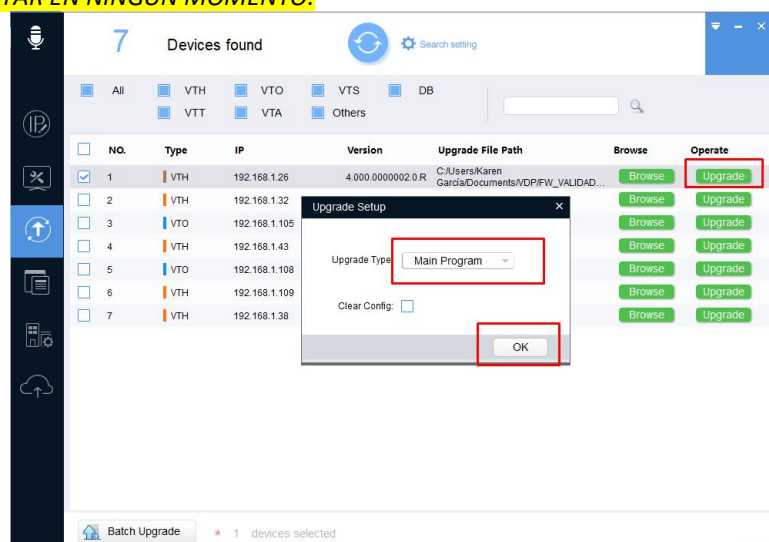 TAR EN NINGÚN MOMENTO.
7 Devices found Search setting
All VTH VTO VTS DB
VTT VTA Others
NO. Type IP Version Upgrade File Path Browse Operate
1 VTH 192.168.1.26 4.000.0000002.0.R C:/Users/Karen García/Documents/VDP/FW_VALIDAD... Browse Upgrade
2 VTH 192.168.1.32 Browse Upgrade
3 VTO 192.168.1.105 Browse Upgrade
4 VTH 192.168.1.43 Browse Upgrade
5 VTO 192.168.1.108 Browse Upgrade
6 VTH 192.168.1.109 Browse Upgrade
7 VTH 192.168.1.38 Browse Upgrade
Upgrade Setup
Upgrade Type Main Program
Clear Config:
OK
Batch Upgrade * 1 devices selected